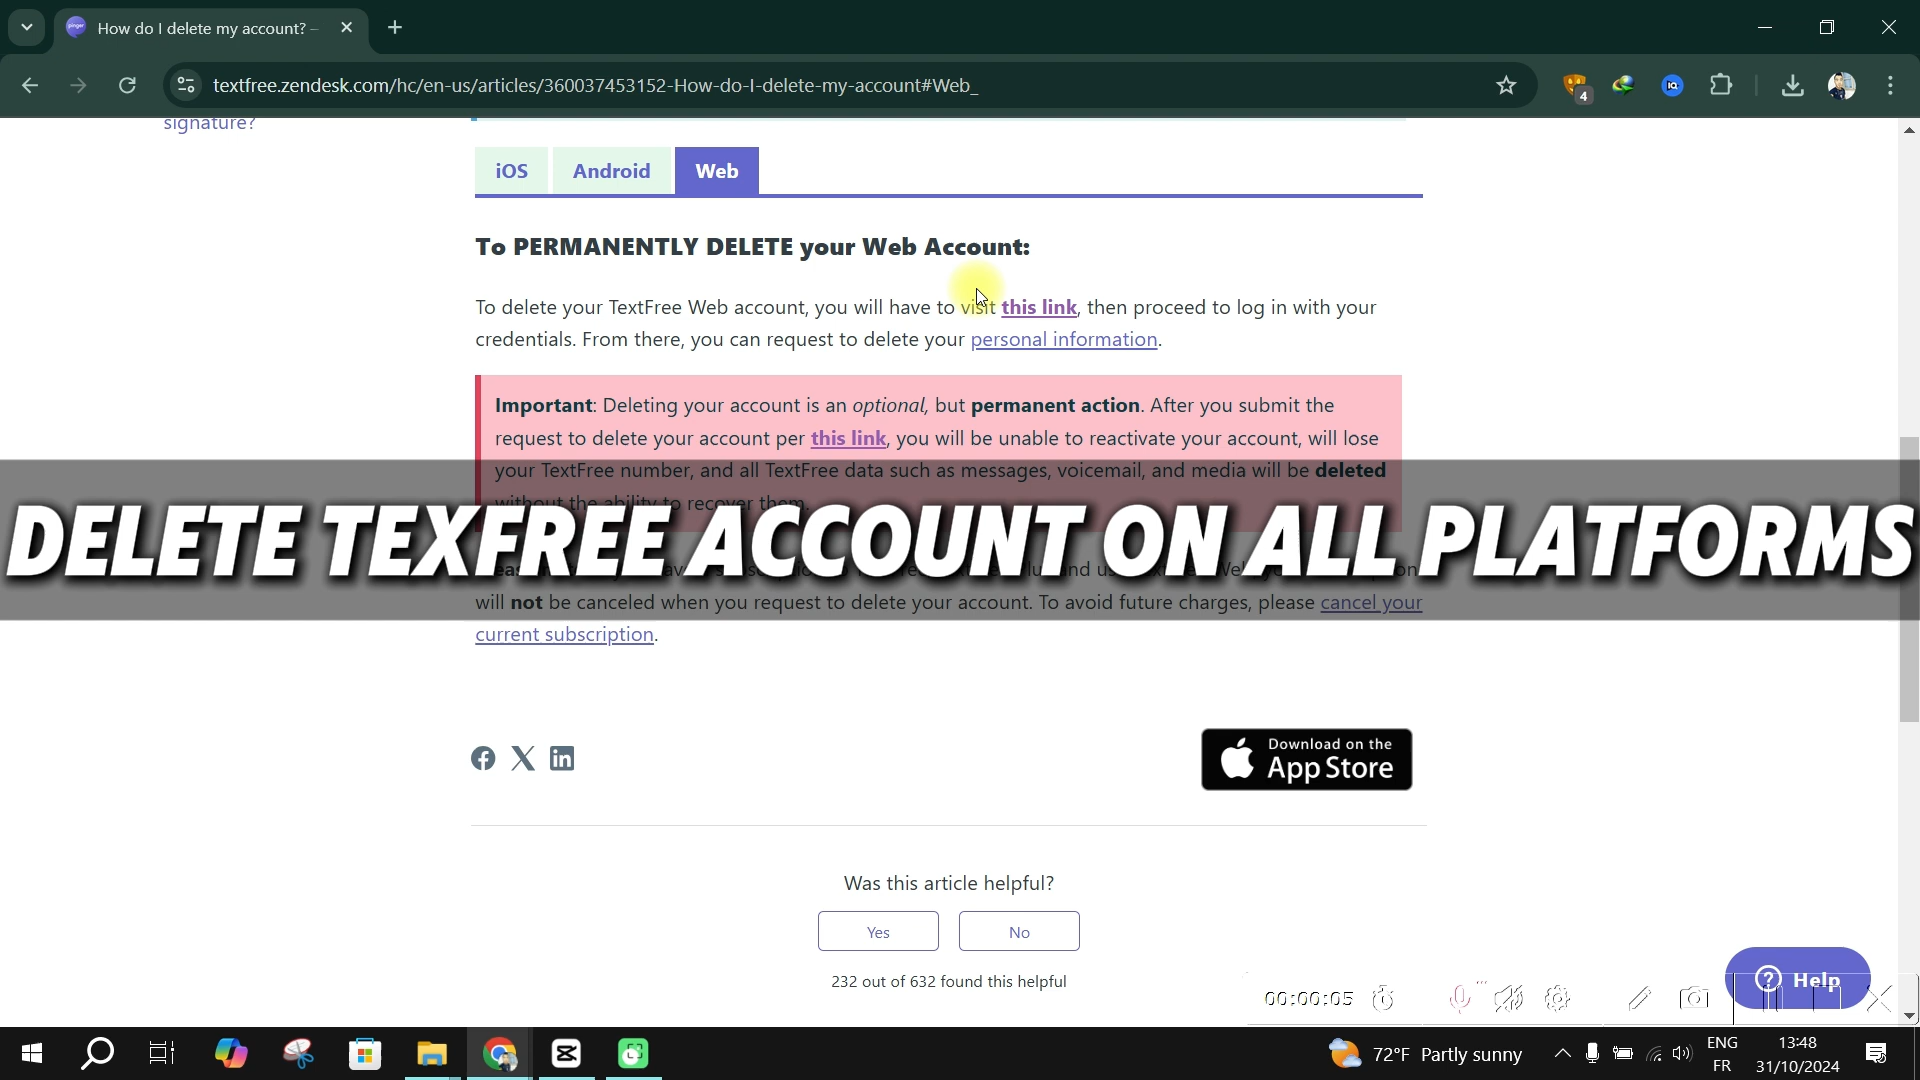 How do I delete my account? -
textfree.zendesk.com/hc/en-us/articles/360037453152-How-do-I-delete-my-account#Web_
4
signature?
iOS Android Web
To PERMANENTLY DELETE your Web Account:
To delete your TextFree Web account, you will have to visit this link, then proceed to log in with your
credentials. From there, you can request to delete your personal information.
Important: Deleting your account is an optional, but permanent action. After you submit the
request to delete your account per this link, you will be unable to reactivate your account, will lose
your TextFree number, and all TextFree data such as messages, voicemail, and media will be deleted
without the ability to recover them.
DELETE TEXFREE ACCOUNT ON ALL PLATFORMS
will not be canceled when you request to delete your account. To avoid future charges, please cancel your
current subscription.
Download on the
App Store
Was this article helpful?
Yes No
232 out of 632 found this helpful
Help
00:00:05
72°F Partly sunny
ENG
FR
13:48
31/10/2024